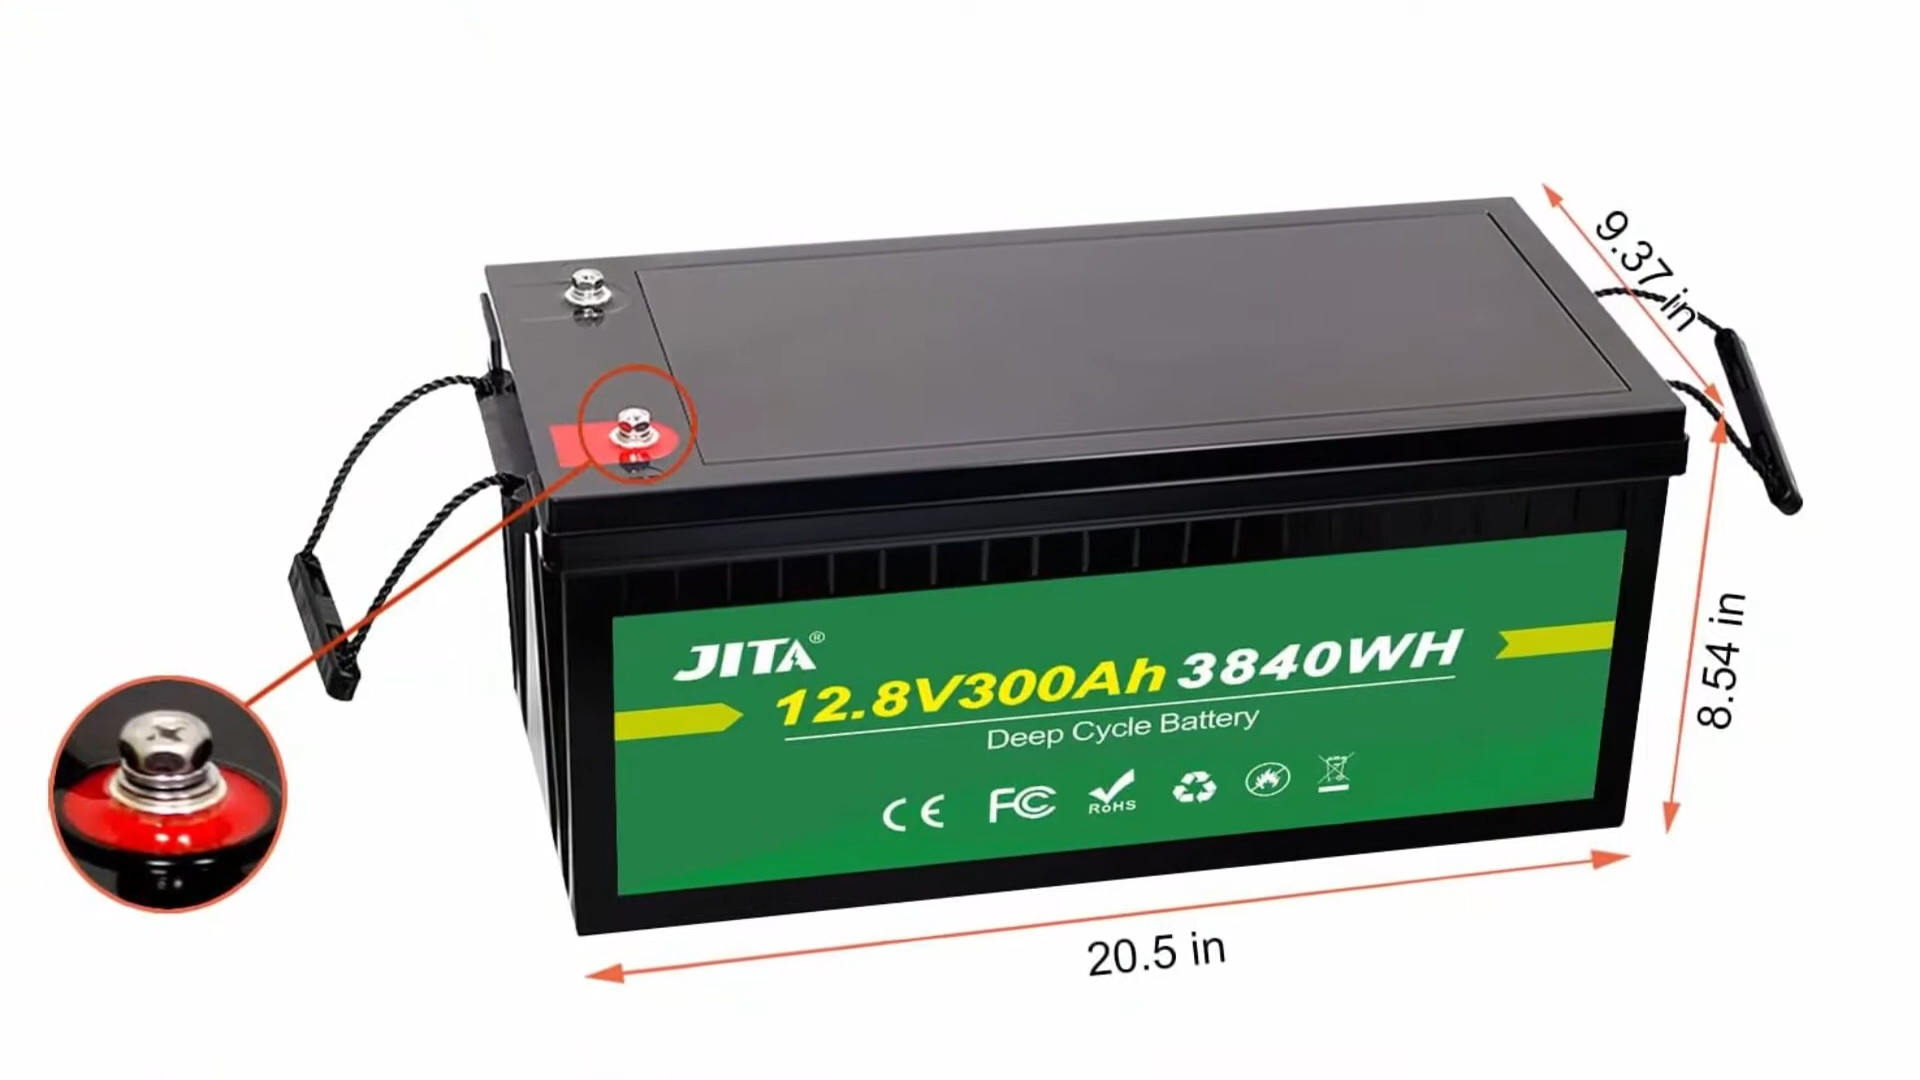 9.37 in
JITA®
12.8V300Ah 3840WH
Deep Cycle Battery
CE FC RoHS
8.54 in
20.5 in